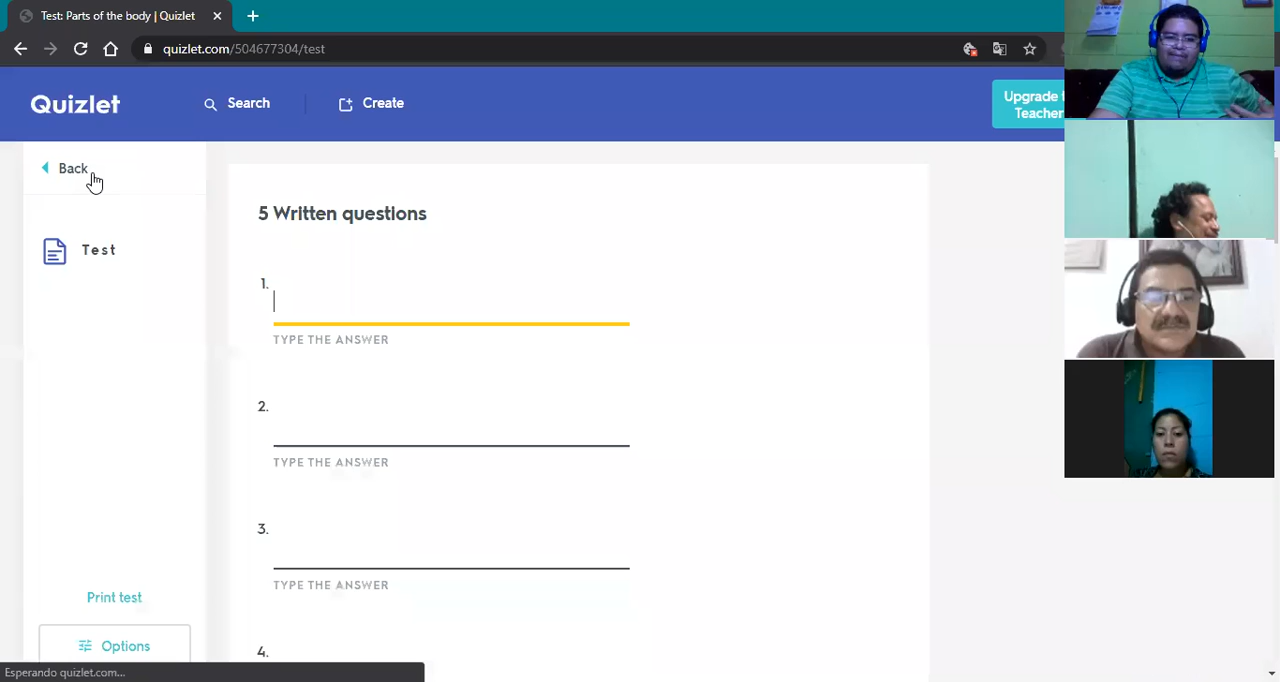 Test: Parts of the body | Quizlet
quizlet.com/504677304/test
Quizlet
Search
Create
Upgrade
Teacher
Back
Test
5 Written questions
1.
TYPE THE ANSWER
2.
TYPE THE ANSWER
3.
TYPE THE ANSWER
4.
Print test
Options
Esperando quizlet.com...